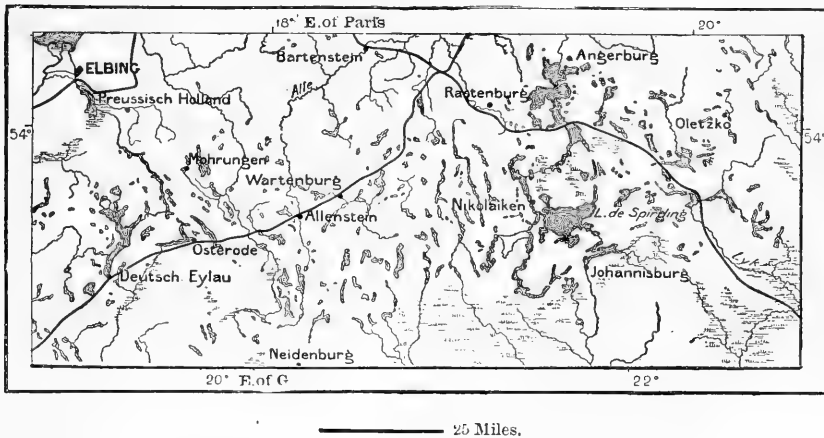 18° E. of Paris
20°
Bartenstein
Angerburg
ELBING
Alle
Preussisch Holland
Rastenburg
54°
Oletzko
54°
Mohrungen
Wartenburg
Nikolaiken
Allenstein
L. de Spirding
Osterode
Deutsch Eylau
Johannisburg
Lyk
Neidenburg
20° E. of G
22°
25 Miles.